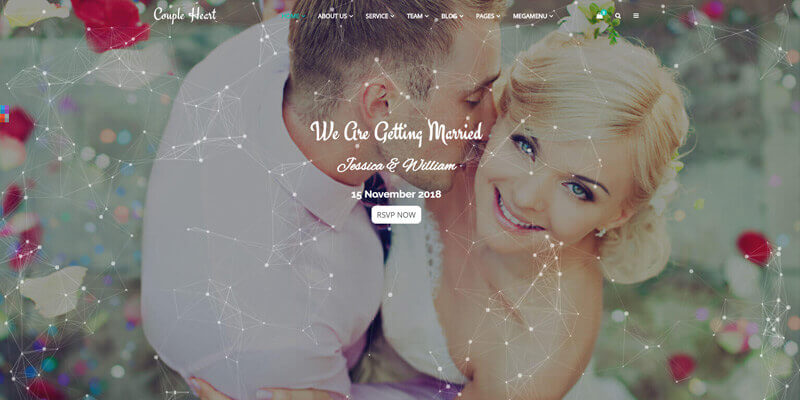 Couple Heart
HOME ABOUT US SERVICE TEAM BLOG PAGES MEGAMENU
We Are Getting Married
Jessica & William
15 November 2018
RSVP NOW